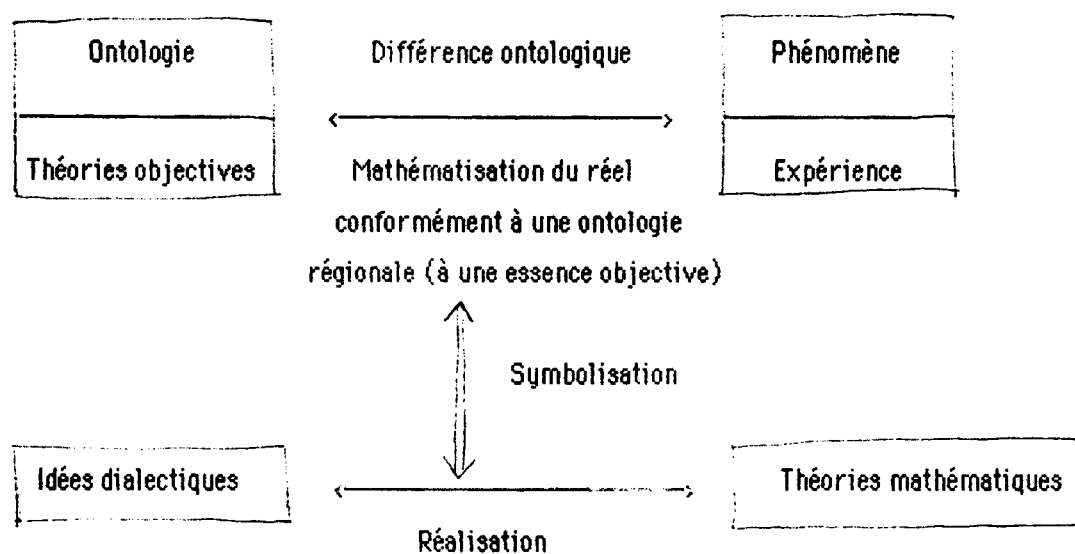 Ontologie
Différence ontologique
Phénomène
Théories objectives
Mathématisation du réel
conformément à une ontologie
régionale (à une essence objective)
Expérience
Symbolisation
Idées dialectiques
Théories mathématiques
Réalisation